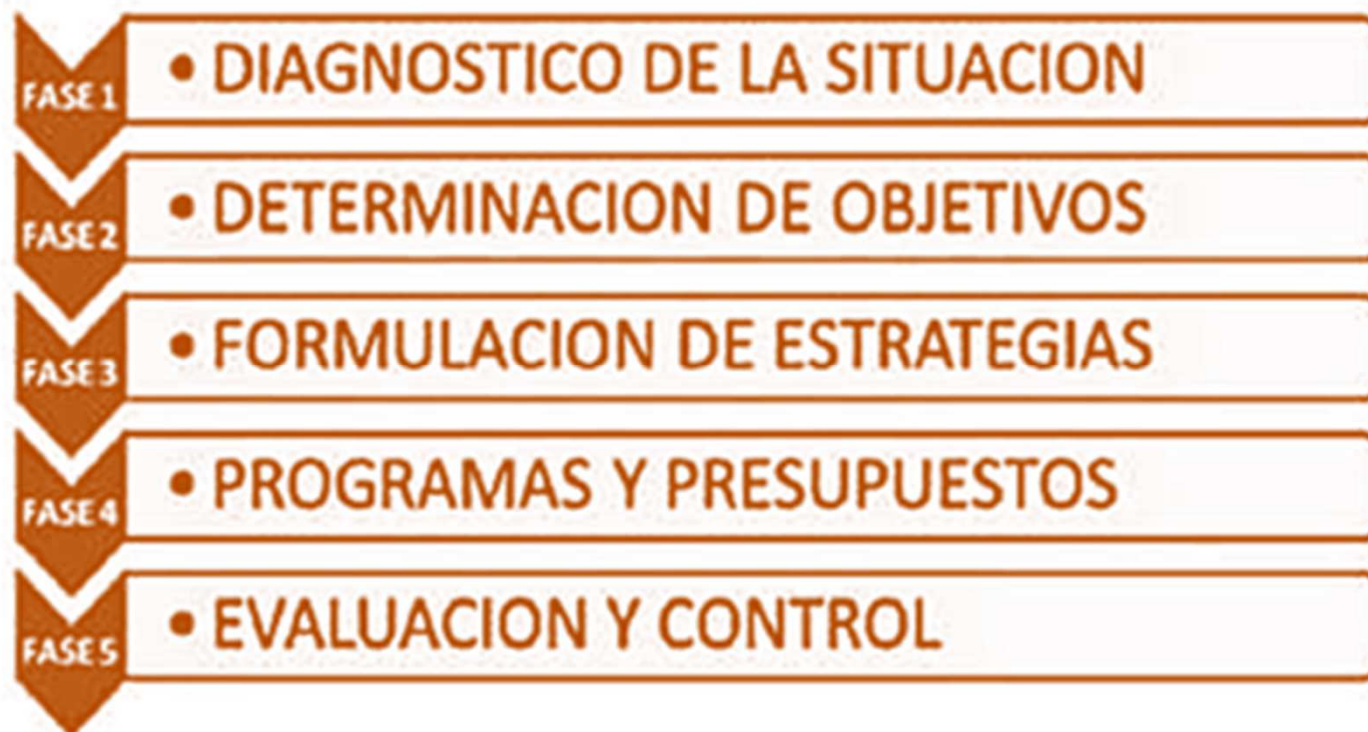 FASE 1
• DIAGNOSTICO DE LA SITUACION
FASE 2
• DETERMINACION DE OBJETIVOS
FASE 3
• FORMULACION DE ESTRATEGIAS
FASE 4
• PROGRAMAS Y PRESUPUESTOS
FASE 5
• EVALUACION Y CONTROL